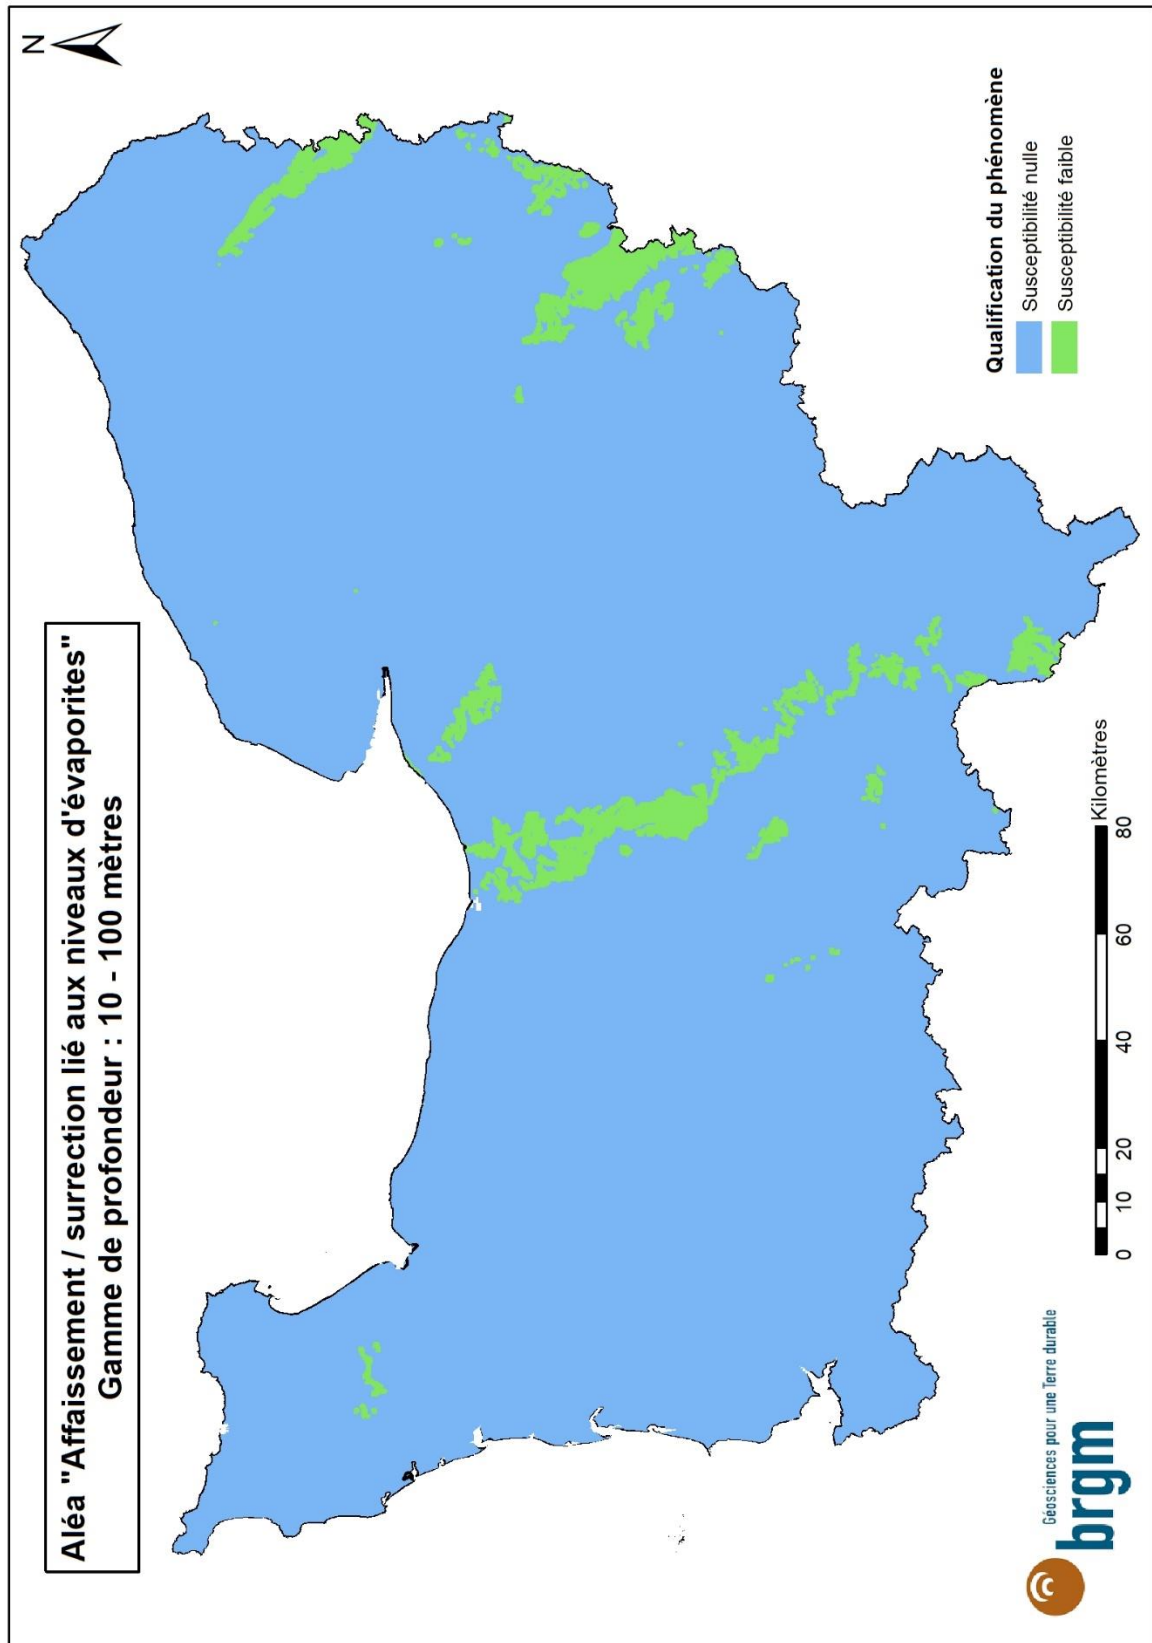 Aléa "Affaissement / surrection lié aux niveaux d'évaporites"
Gamme de profondeur : 10 - 100 mètres
N
Qualification du phénomène
Susceptibilité nulle
Susceptibilité faible
0 10 20 40 60 80
Kilomètres
Géosciences pour une Terre durable
brgm